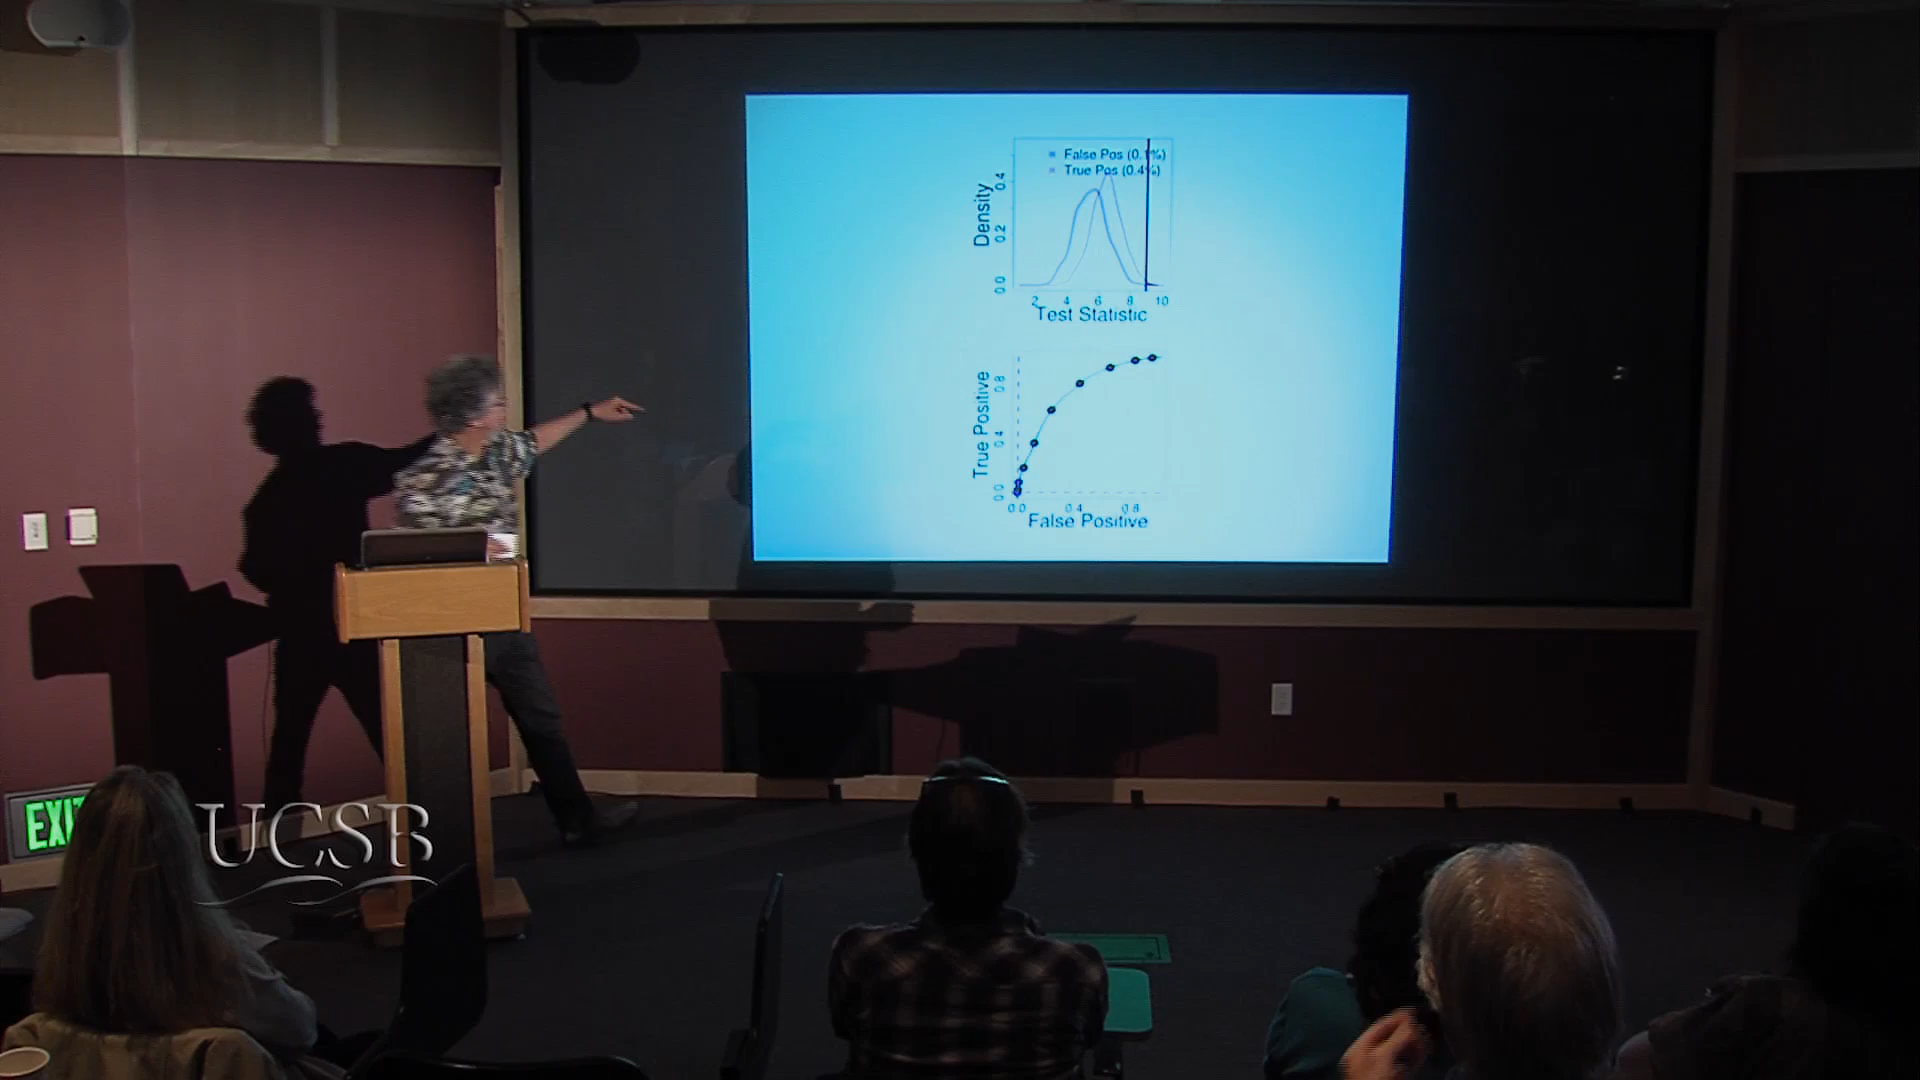 False Pos (0.1%)
True Pos (0.4%)
Density
0.0 0.2 0.4
2 4 6 8 10
Test Statistic
True Positive
0.0 0.4 0.8
0.0 0.4 0.8
False Positive
EXIT
UCSB